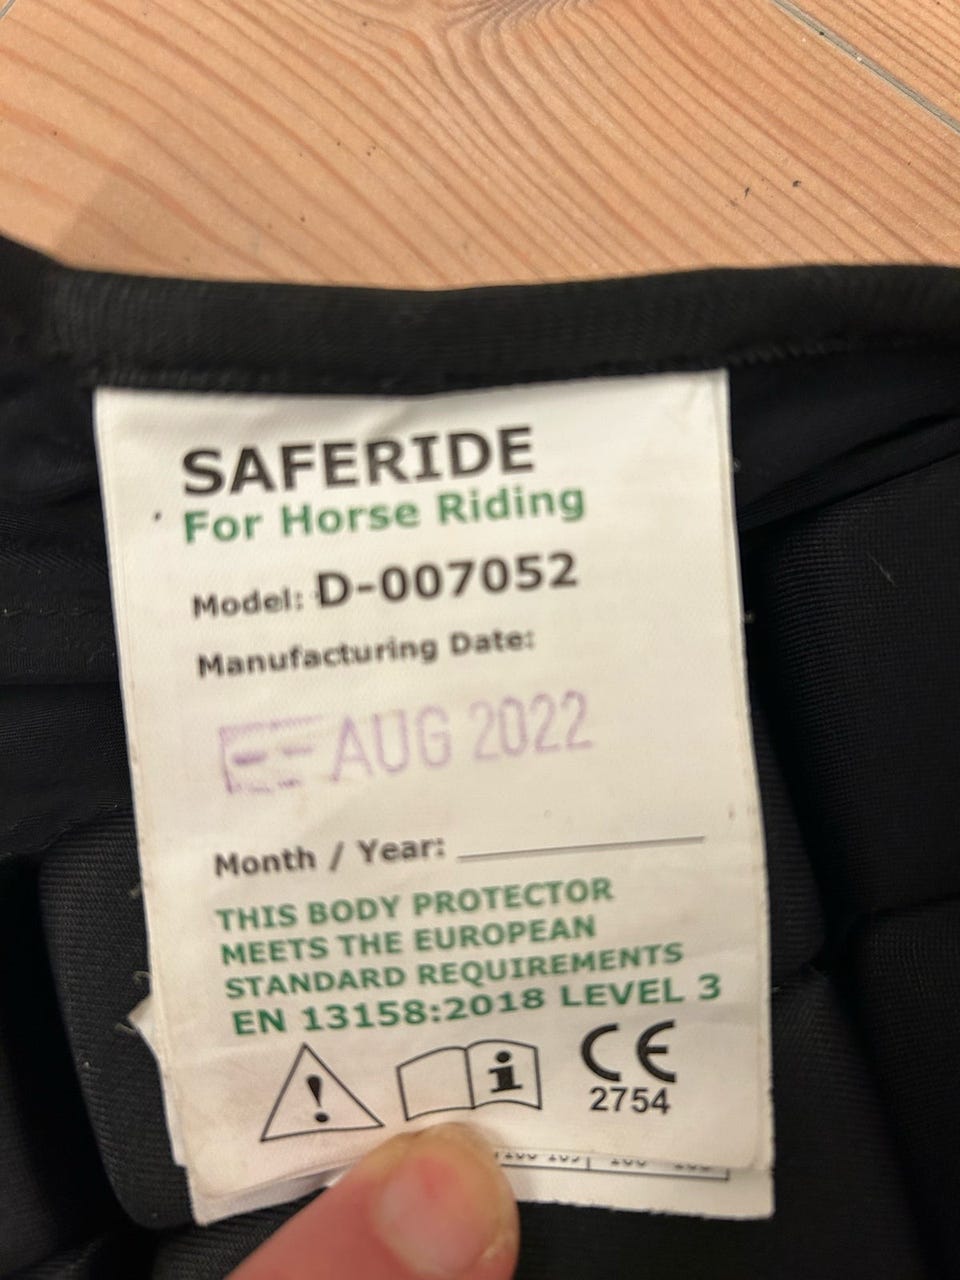 SAFERIDE
For Horse Riding
Model: D-007052
Manufacturing Date:
AUG 2022
Month / Year:
THIS BODY PROTECTOR
MEETS THE EUROPEAN
STANDARD REQUIREMENTS
EN 13158:2018 LEVEL 3
i
CE
2754